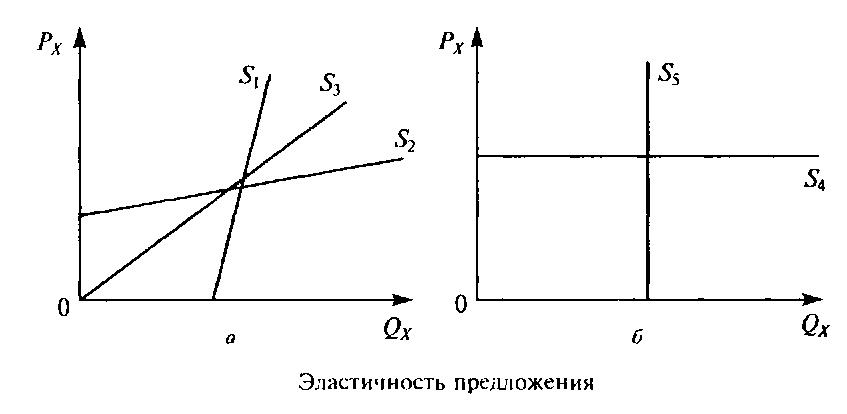 P_X P_X
S_1 S_3 S_5
S_2
S_4
0 Q_X 0 Q_X
а б
Эластичность предложения